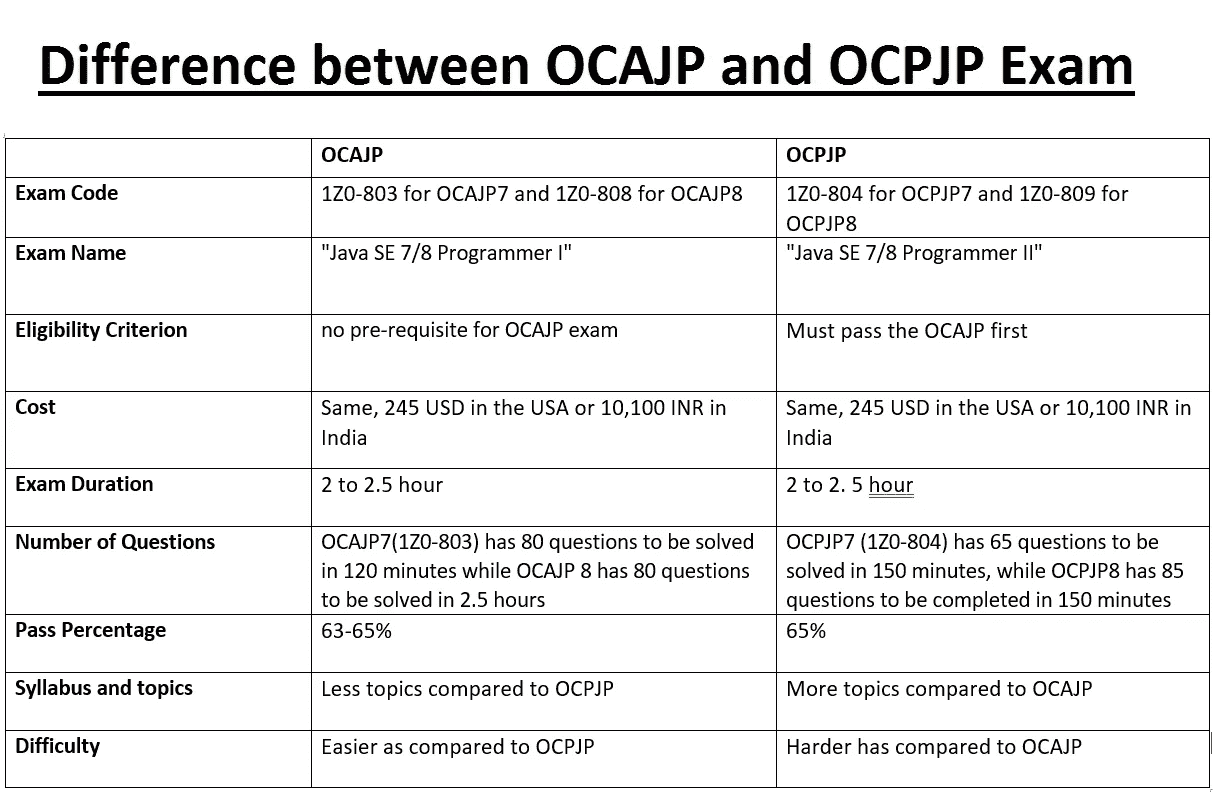 Difference between OCAJP and OCPJP Exam
OCAJP
OCPJP
Exam Code
1Z0-803 for OCAJP7 and 1Z0-808 for OCAJP8
1Z0-804 for OCPJP7 and 1Z0-809 for
OCPJP8
Exam Name
"Java SE 7/8 Programmer I"
"Java SE 7/8 Programmer II"
Eligibility Criterion
no pre-requisite for OCAJP exam
Must pass the OCAJP first
Cost
Same, 245 USD in the USA or 10,100 INR in
India
Same, 245 USD in the USA or 10,100 INR in
India
Exam Duration
2 to 2.5 hour
2 to 2. 5 hour
Number of Questions
OCAJP7(1Z0-803) has 80 questions to be solved
in 120 minutes while OCAJP 8 has 80 questions
to be solved in 2.5 hours
OCPJP7 (1Z0-804) has 65 questions to be
solved in 150 minutes, while OCPJP8 has 85
questions to be completed in 150 minutes
Pass Percentage
63-65%
65%
Syllabus and topics
Less topics compared to OCPJP
More topics compared to OCAJP
Difficulty
Easier as compared to OCPJP
Harder has compared to OCAJP